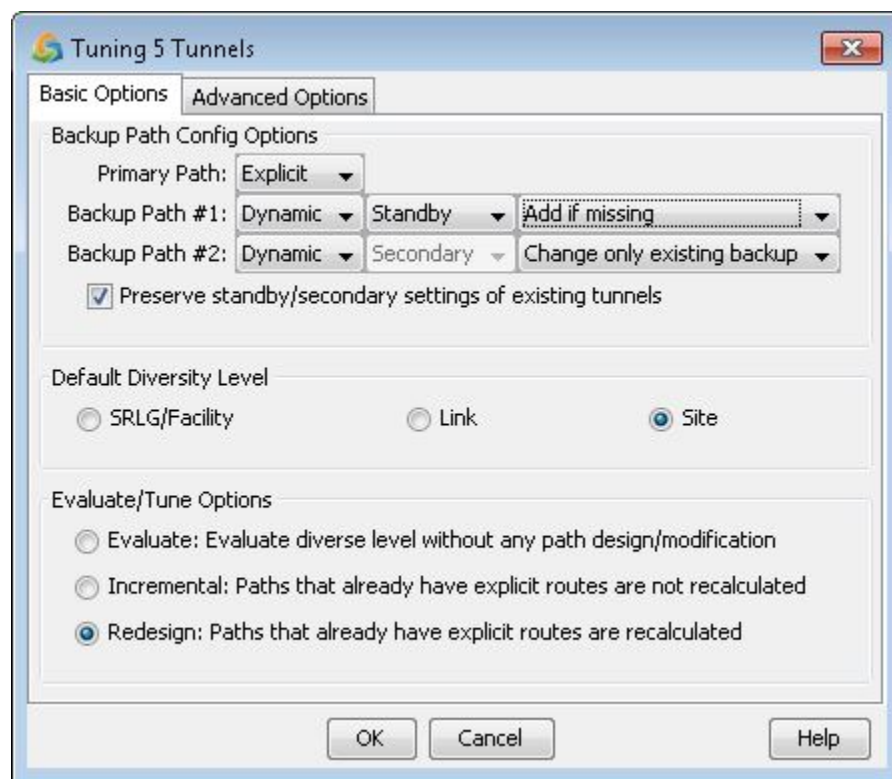 Tuning 5 Tunnels
Basic Options Advanced Options
Backup Path Config Options
Primary Path: Explicit
Backup Path #1: Dynamic Standby Add if missing
Backup Path #2: Dynamic Secondary Change only existing backup
Preserve standby/secondary settings of existing tunnels
Default Diversity Level
SRLG/Facility Link Site
Evaluate/Tune Options
Evaluate: Evaluate diverse level without any path design/modification
Incremental: Paths that already have explicit routes are not recalculated
Redesign: Paths that already have explicit routes are recalculated
OK Cancel Help